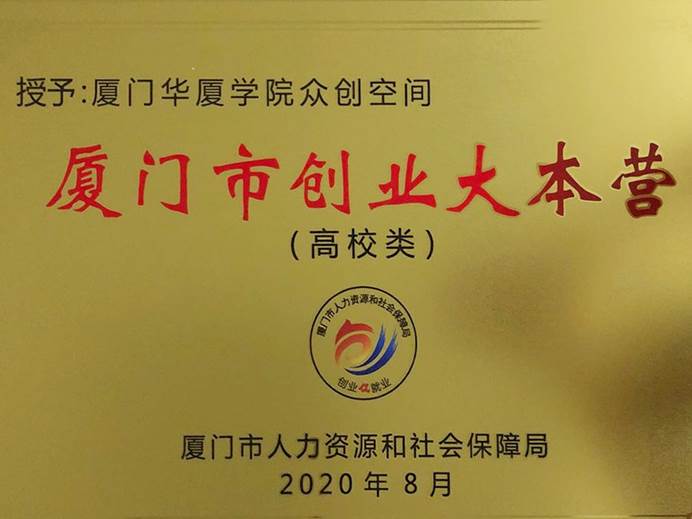 授予:厦门华厦学院众创空间
厦门市创业大本营
(高校类)
厦门市人力资源和社会保障局
创业 就业
厦门市人力资源和社会保障局
2020年8月